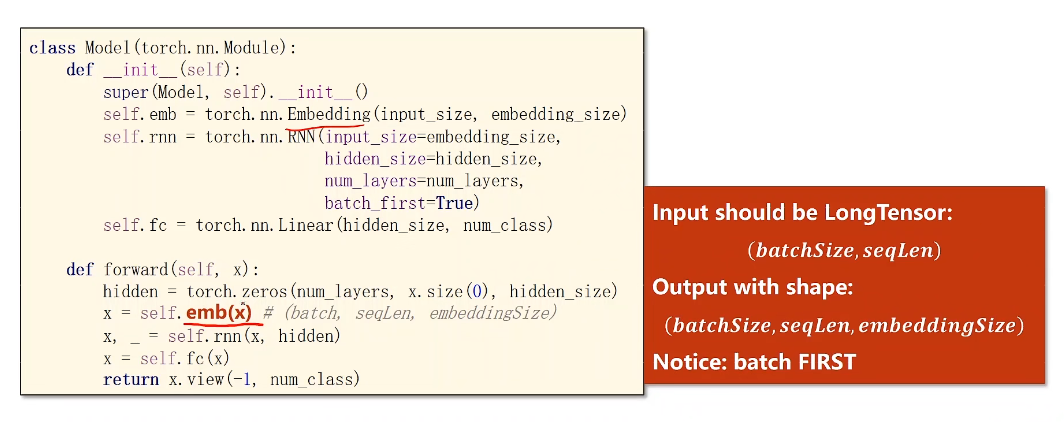 class Model(torch.nn.Module):
    def __init__(self):
        super(Model, self).__init__()
        self.emb = torch.nn.Embedding(input_size, embedding_size)
        self.rnn = torch.nn.RNN(input_size=embedding_size,
                                hidden_size=hidden_size,
                                num_layers=num_layers,
                                batch_first=True)
        self.fc = torch.nn.Linear(hidden_size, num_class)
    def forward(self, x):
        hidden = torch.zeros(num_layers, x.size(0), hidden_size)
        x = self.emb(x) # (batch, seqLen, embeddingSize)
        x, _ = self.rnn(x, hidden)
        x = self.fc(x)
        return x.view(-1, num_class)
Input should be LongTensor:
(batchSize, seqLen)
Output with shape:
(batchSize, seqLen, embeddingSize)
Notice: batch FIRST